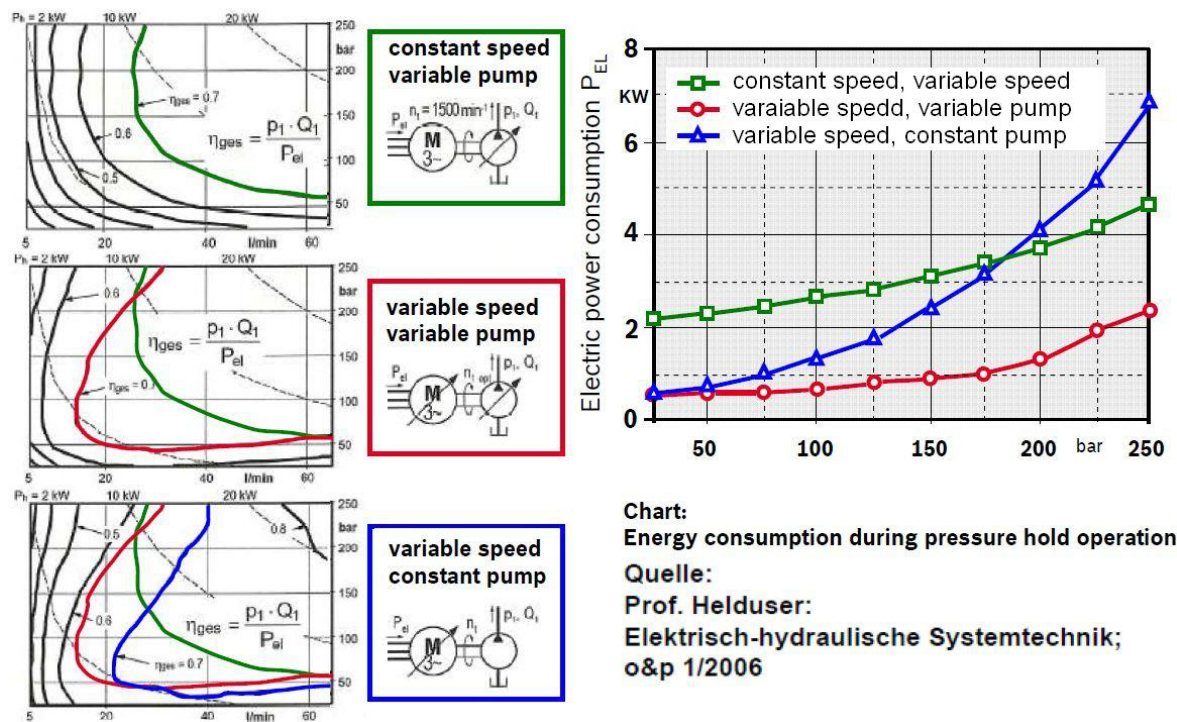 Ph = 2 kW 10 kW 20 kW
250
bar
200
150
100
50
ηges = 0.7
0.6
0.5
ηges = p1 · Q1 / Pel
5 20 40 l/min 60
constant speed
variable pump
n1 = 1500 min-1 p1, Q1
Pel
M
3~
Ph = 2 kW 10 kW 20 kW
250
bar
200
150
100
50
0.6
ηges = 0.7
ηges = p1 · Q1 / Pel
5 20 40 l/min 60
variable speed
variable pump
p1, Q1
Pel
n1 opt
M
3~
Ph = 2 kW 10 kW 20 kW
250
bar
200
150
100
50
0.5
0.8
0.6
ηges = 0.7
ηges = p1 · Q1 / Pel
5 20 40 l/min 60
variable speed
constant pump
p1, Q1
Pel
n1
M
3~
Electric power consumption PEL
8
KW
6
4
2
0
constant speed, variable speed
varaiable spedd, variable pump
variable speed, constant pump
50 100 150 200 bar 250
Chart:
Energy consumption during pressure hold operation
Quelle:
Prof. Helduser:
Elektrisch-hydraulische Systemtechnik;
o&p 1/2006